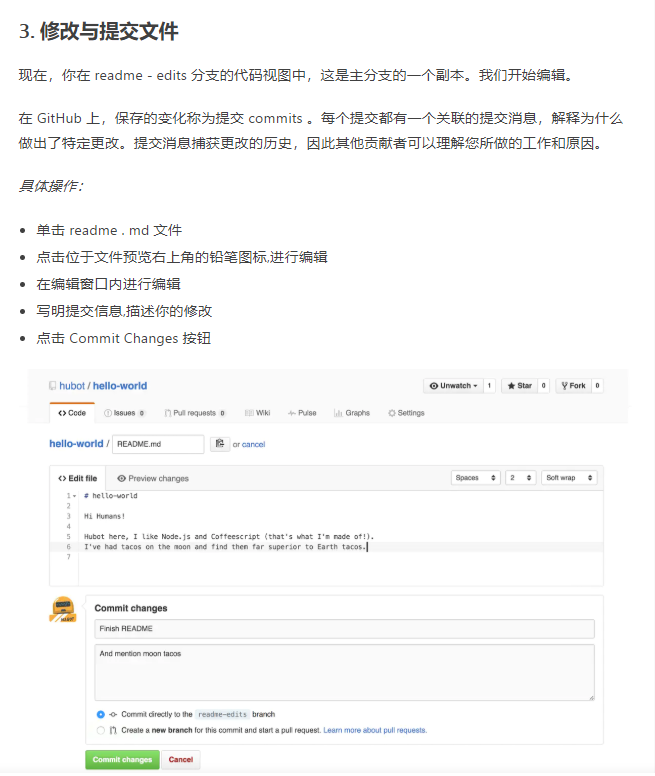 3. 修改与提交文件
现在，你在 readme - edits 分支的代码视图中，这是主分支的一个副本。我们开始编辑。
在 GitHub 上，保存的变化称为提交 commits 。每个提交都有一个关联的提交消息，解释为什么
做出了特定更改。提交消息捕获更改的历史，因此其他贡献者可以理解您所做的工作和原因。
具体操作：
单击 readme . md 文件
点击位于文件预览右上角的铅笔图标,进行编辑
在编辑窗口内进行编辑
写明提交信息,描述你的修改
点击 Commit Changes 按钮
hubot / hello-world Unwatch 1 Star 0 Fork 0
Code Issues 0 Pull requests 0 Wiki Pulse Graphs Settings
hello-world / README.md or cancel
Edit file Preview changes Spaces 2 Soft wrap
1 # hello-world
2
3 Hi Humans!
4
5 Hubot here, I like Node.js and Coffeescript (that's what I'm made of!).
6 I've had tacos on the moon and find them far superior to Earth tacos.
7
Commit changes
Finish README
And mention moon tacos
Commit directly to the readme-edits branch
Create a new branch for this commit and start a pull request. Learn more about pull requests.
Commit changes Cancel